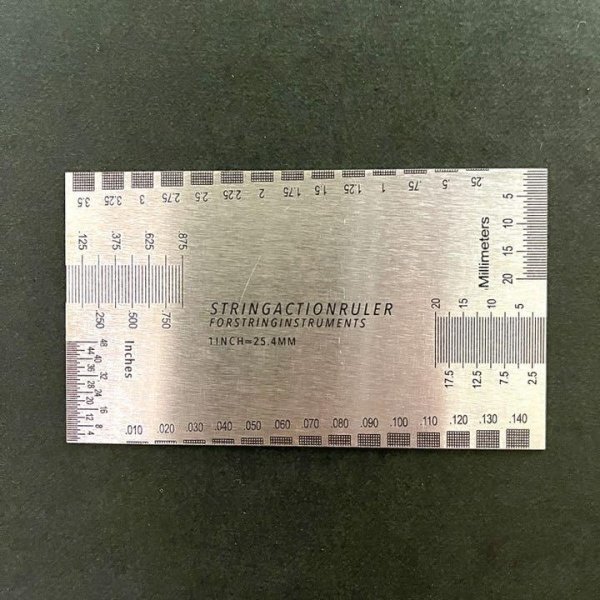 3.5 3.25 3 2.75 2.5 2.25 2 1.75 1.5 1.25 1 .75 .5 .25
.125 .375 .625 .875
.250 .500 .750
Inches
48 44 40 36 32 28 24 20 16 12 8 4
STRINGACTIONRULER
FORSTRINGINSTRUMENTS
1INCH=25.4MM
5 10 15 20
Millimeters
20 15 10 5
17.5 12.5 7.5 2.5
.010 .020 .030 .040 .050 .060 .070 .080 .090 .100 .110 .120 .130 .140